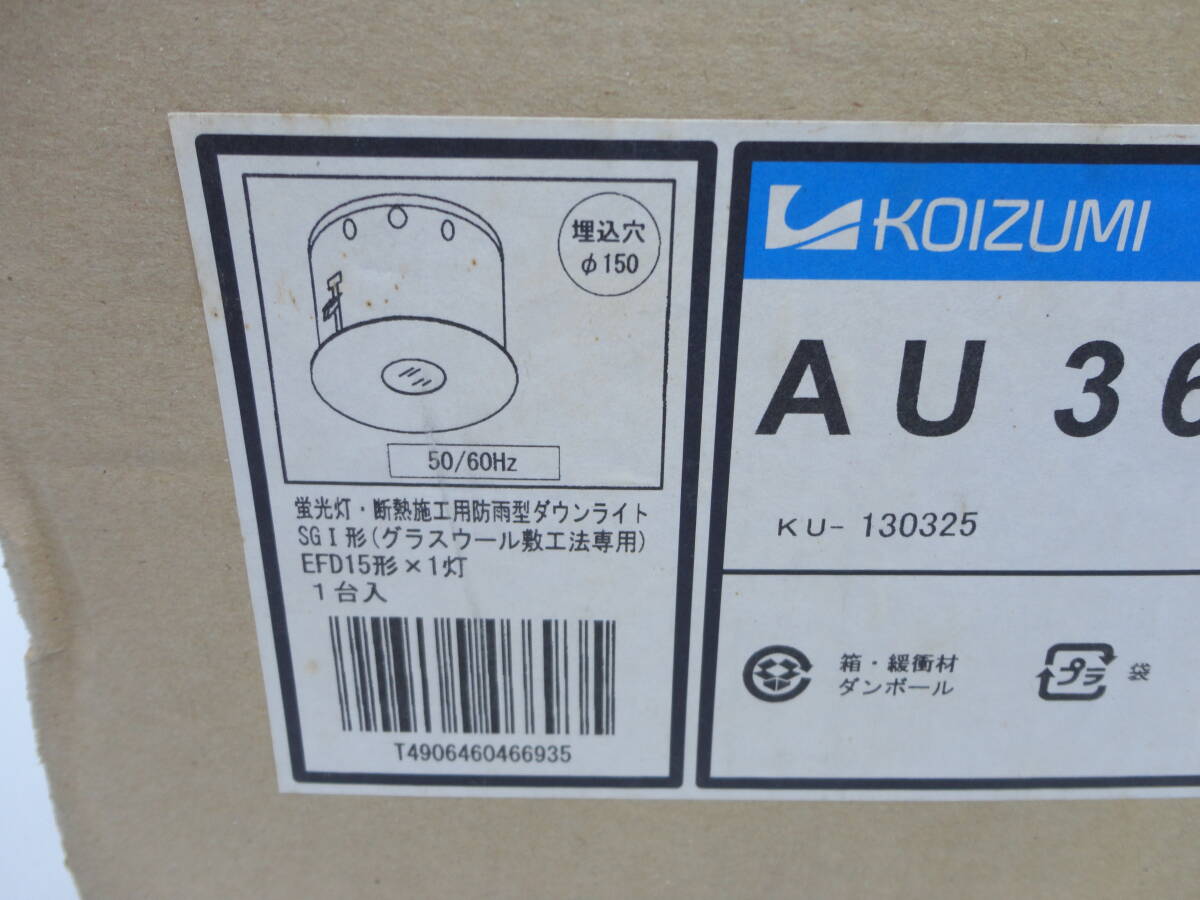 埋込穴
φ150
50/60Hz
蛍光灯・断熱施工用防雨型ダウンライト
SGI形(グラスウール敷工法専用)
EFD15形×1灯
1台入
T4906460466935
KOIZUMI
AU 36
KU-130325
箱・緩衝材
ダンボール
プラ
袋